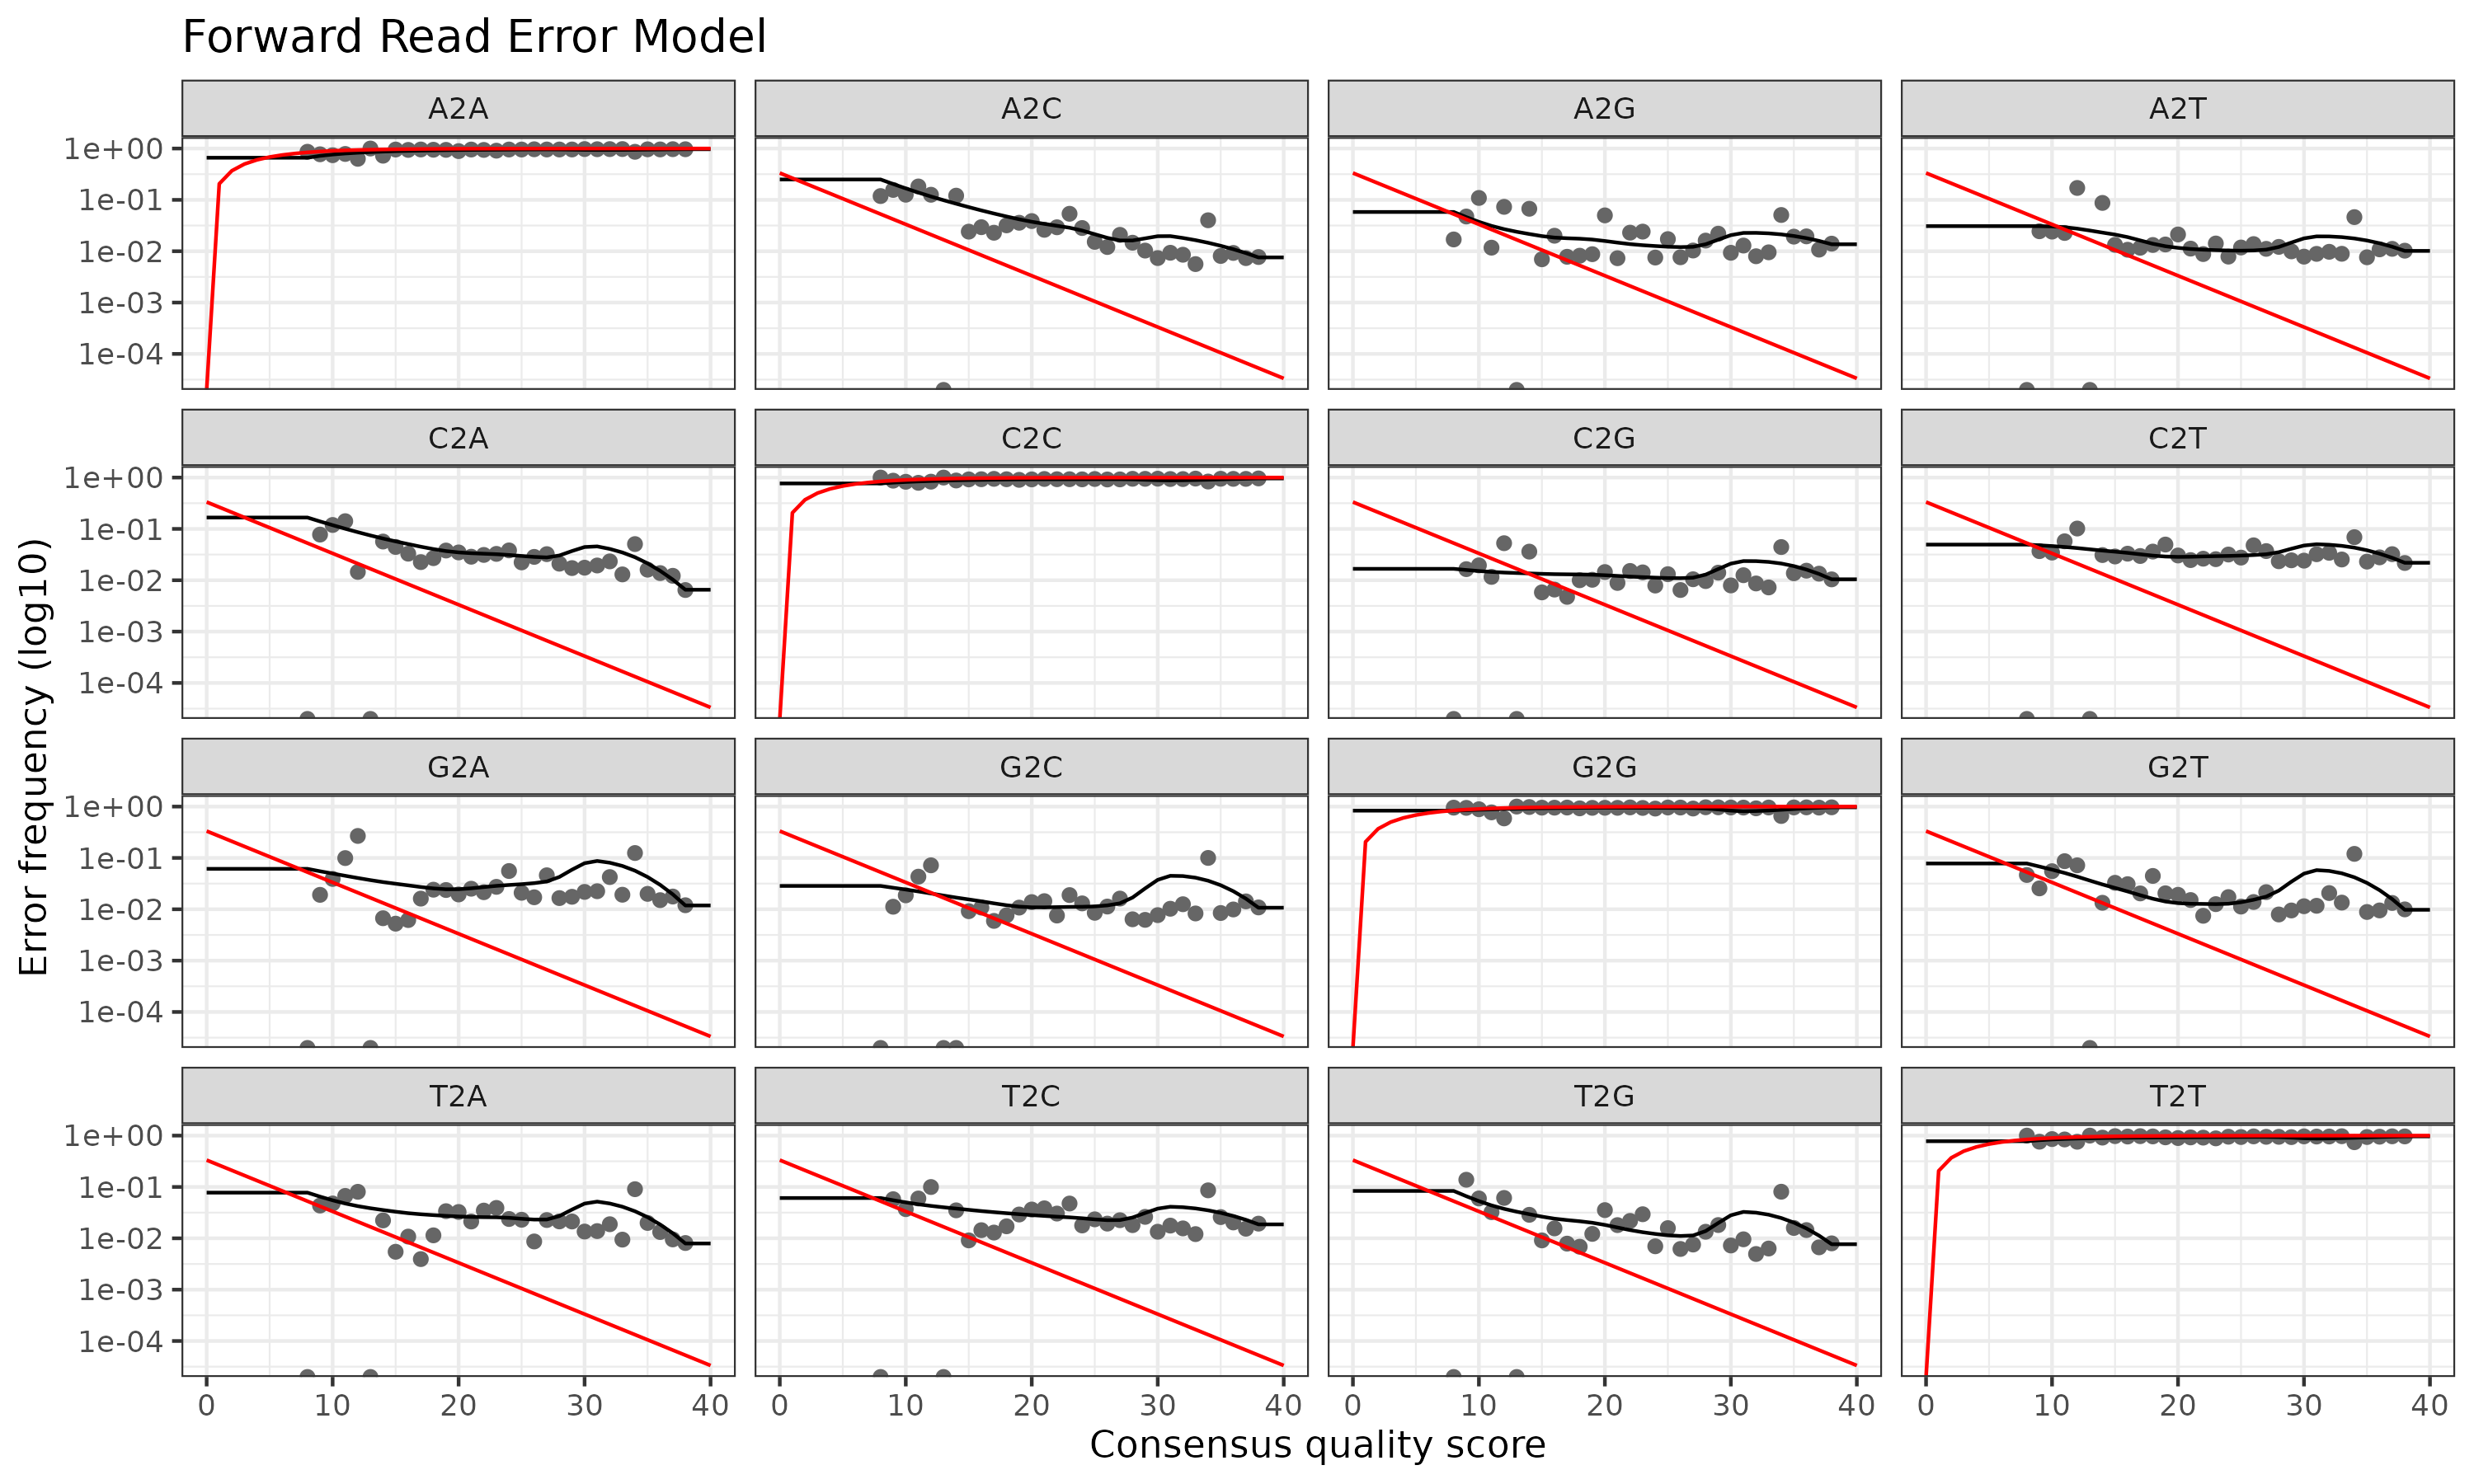 Forward Read Error Model
A2A A2C A2G A2T
1e+00
1e-01
1e-02
1e-03
1e-04
C2A C2C C2G C2T
1e+00
1e-01
1e-02
1e-03
1e-04
G2A G2C G2G G2T
1e+00
1e-01
1e-02
1e-03
1e-04
T2A T2C T2G T2T
1e+00
1e-01
1e-02
1e-03
1e-04
Error frequency (log10)
0 10 20 30 40 0 10 20 30 40 0 10 20 30 40 0 10 20 30 40
Consensus quality score